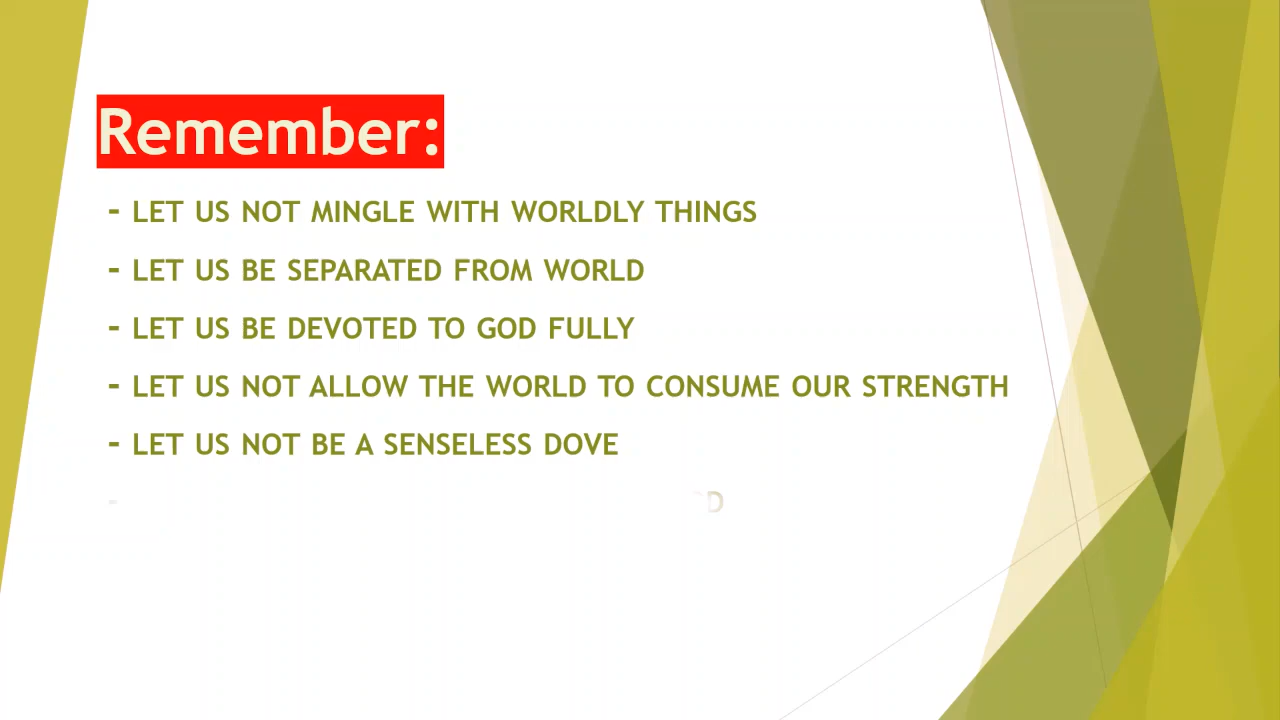 Remember:
- LET US NOT MINGLE WITH WORLDLY THINGS
- LET US BE SEPARATED FROM WORLD
- LET US BE DEVOTED TO GOD FULLY
- LET US NOT ALLOW THE WORLD TO CONSUME OUR STRENGTH
- LET US NOT BE A SENSELESS DOVE